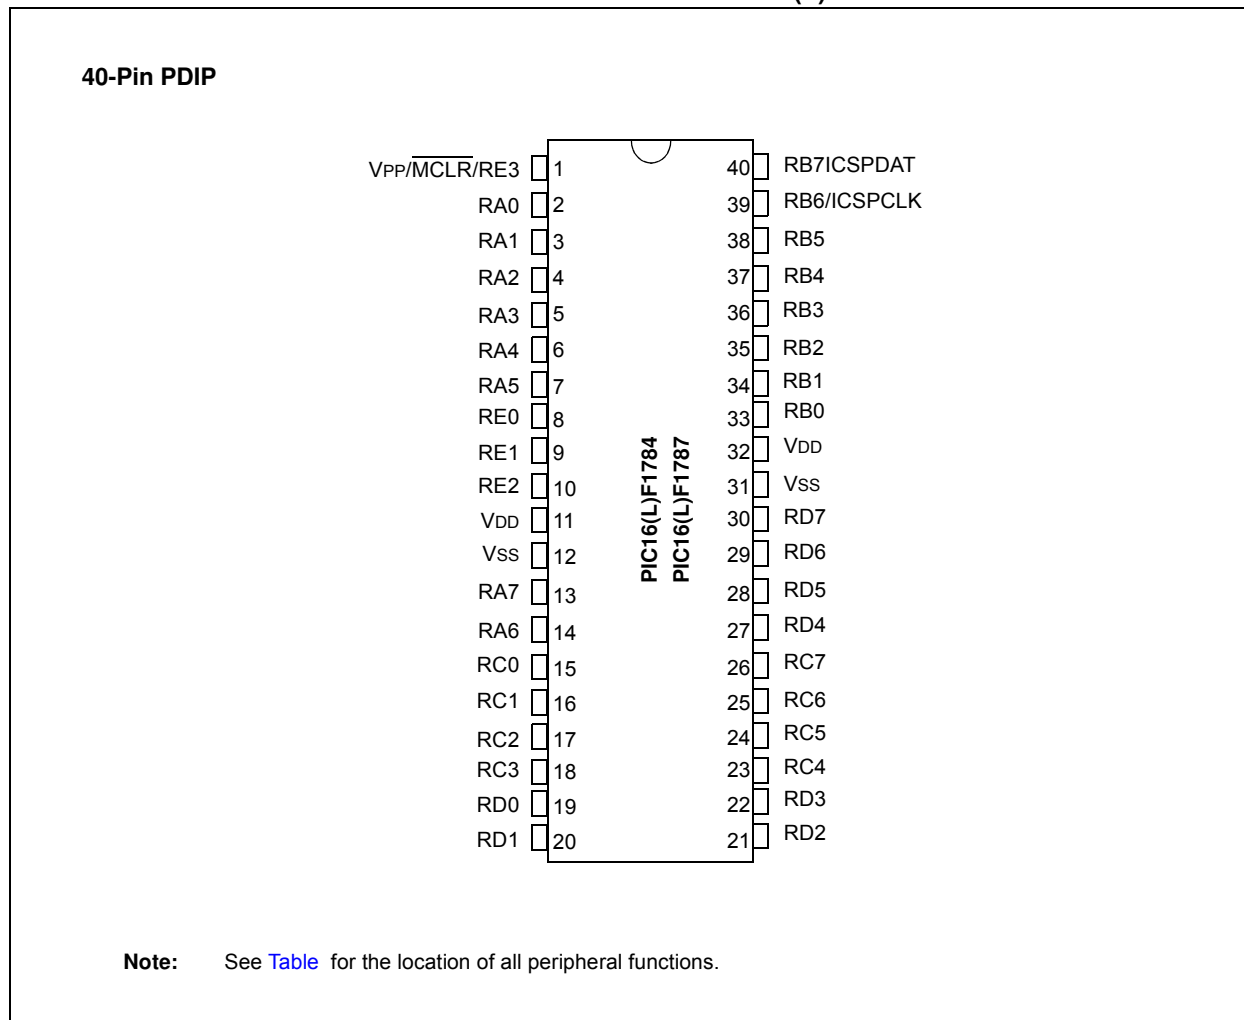 40-Pin PDIP
VPP/MCLR/RE3 1 40 RB7ICSPDAT
RA0 2 39 RB6/ICSPCLK
RA1 3 38 RB5
RA2 4 37 RB4
RA3 5 36 RB3
RA4 6 35 RB2
RA5 7 34 RB1
RE0 8 33 RB0
RE1 9 32 VDD
RE2 10 31 VSS
VDD 11 30 RD7
VSS 12 29 RD6
RA7 13 28 RD5
RA6 14 27 RD4
RC0 15 26 RC7
RC1 16 25 RC6
RC2 17 24 RC5
RC3 18 23 RC4
RD0 19 22 RD3
RD1 20 21 RD2
PIC16(L)F1784
PIC16(L)F1787
Note: See Table for the location of all peripheral functions.